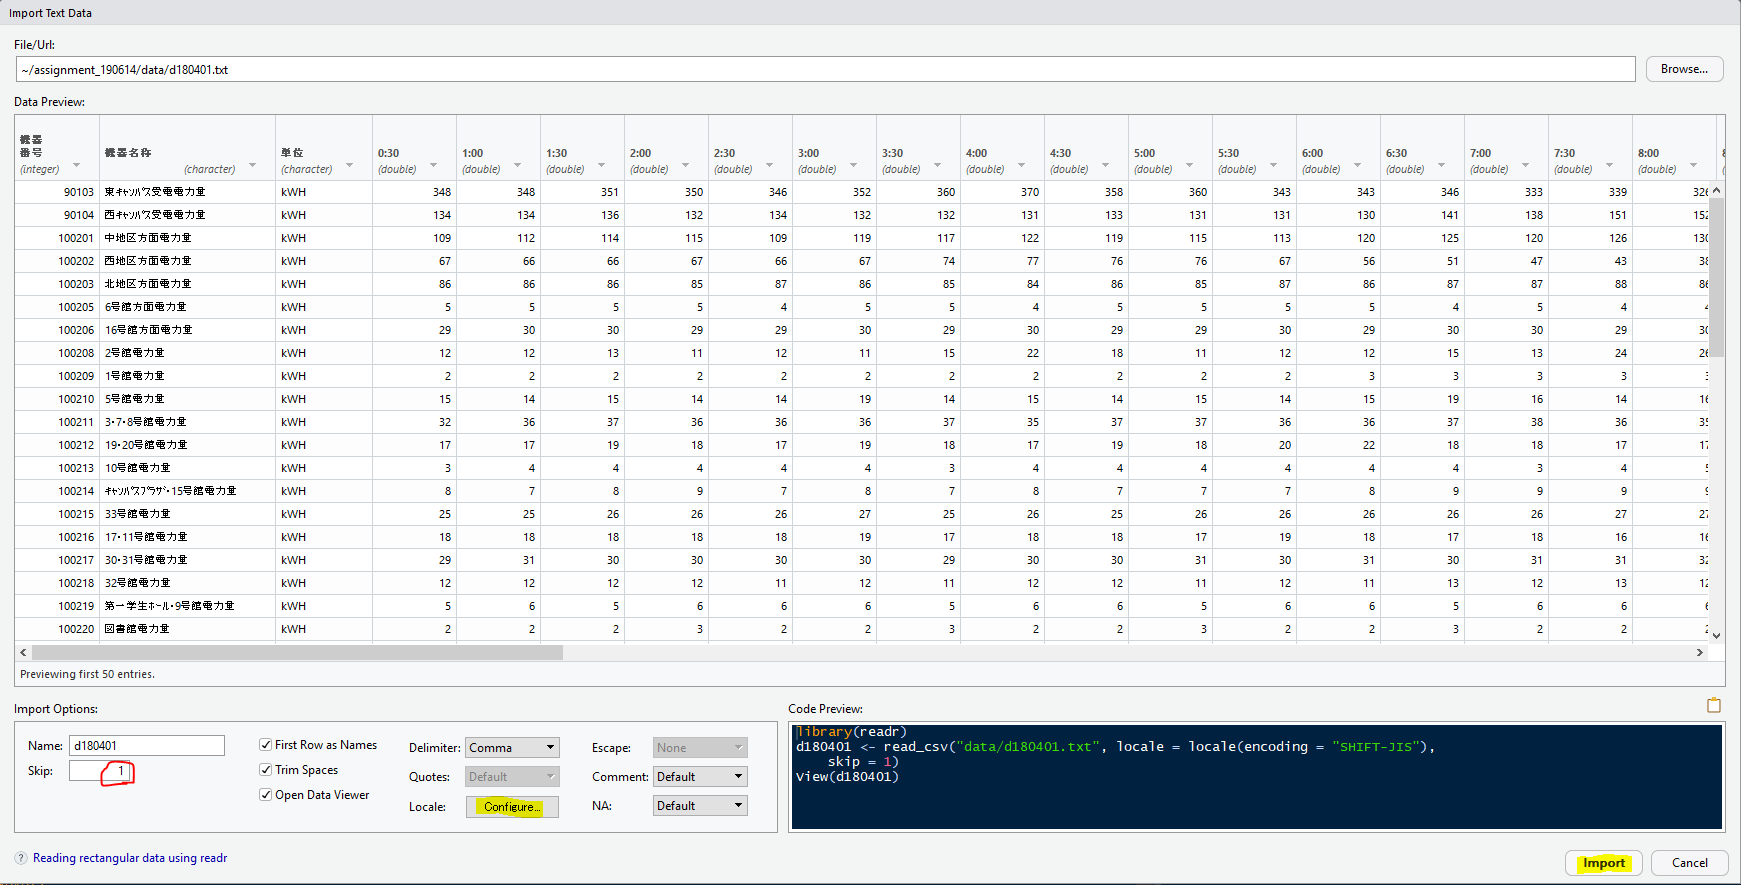 Import Text Data
File/Url:
~/assignment_190614/data/d180401.txt
Browse...
Data Preview:
機器番号 (integer) 機器名称 (character) 単位 (character) 0:30 (double) 1:00 (double) 1:30 (double) 2:00 (double) 2:30 (double) 3:00 (double) 3:30 (double) 4:00 (double) 4:30 (double) 5:00 (double) 5:30 (double) 6:00 (double) 6:30 (double) 7:00 (double) 7:30 (double) 8:00 (double)
90103 東ｷｬﾝﾊﾟｽ受電電力量 kWH 348 348 351 350 346 352 360 370 358 360 343 343 346 333 339 326
90104 西ｷｬﾝﾊﾟｽ受電電力量 kWH 134 134 136 132 134 132 132 131 133 131 131 130 141 138 151 152
100201 中地区方面電力量 kWH 109 112 114 115 109 119 117 122 119 115 113 120 125 120 126 130
100202 西地区方面電力量 kWH 67 66 66 67 66 67 74 77 76 76 67 56 51 47 43 38
100203 北地区方面電力量 kWH 86 86 86 85 87 86 85 84 86 85 87 86 87 87 88 86
100205 6号館方面電力量 kWH 5 5 5 5 4 5 5 4 5 5 5 5 4 5 4 4
100206 16号館方面電力量 kWH 29 30 30 29 29 30 29 30 29 30 30 29 30 30 29 30
100208 2号館電力量 kWH 12 12 13 11 12 11 15 22 18 11 12 12 15 13 24 26
100209 1号館電力量 kWH 2 2 2 2 2 2 2 2 2 2 2 3 3 3 3 3
100210 5号館電力量 kWH 15 14 15 14 14 19 14 15 14 15 14 15 19 16 14 16
100211 3･7･8号館電力量 kWH 32 36 37 36 36 36 37 35 37 37 36 36 37 38 36 35
100212 19･20号館電力量 kWH 17 17 19 18 17 19 18 17 19 18 20 22 18 18 17 17
100213 10号館電力量 kWH 3 4 4 4 4 4 3 4 4 4 4 4 4 3 4 5
100214 ｷｬﾝﾊﾟｽﾌﾟﾗｻﾞ･15号館電力量 kWH 8 7 8 9 7 8 7 8 7 7 7 8 9 9 9 9
100215 33号館電力量 kWH 25 25 26 26 26 27 25 26 25 26 26 26 26 26 27 27
100216 17･11号館電力量 kWH 18 18 18 18 18 19 17 18 18 17 19 18 17 18 16 16
100217 30･31号館電力量 kWH 29 31 30 30 30 30 29 30 30 31 30 31 30 31 31 32
100218 32号館電力量 kWH 12 12 12 12 11 12 11 12 12 11 12 11 13 12 13 12
100219 第一学生ﾎｰﾙ･9号館電力量 kWH 5 6 5 6 6 6 5 6 6 5 6 6 5 6 6 6
100220 図書館電力量 kWH 2 2 2 3 2 2 3 2 2 3 2 2 3 2 2 2
Previewing first 50 entries.
Import Options:
Name: d180401
Skip: 1
First Row as Names
Trim Spaces
Open Data Viewer
Delimiter: Comma
Quotes: Default
Locale: Configure...
Escape: None
Comment: Default
NA: Default
Code Preview:
library(readr)
d180401 <- read_csv("data/d180401.txt", locale = locale(encoding = "SHIFT-JIS"),
skip = 1)
View(d180401)
? Reading rectangular data using readr
Import
Cancel